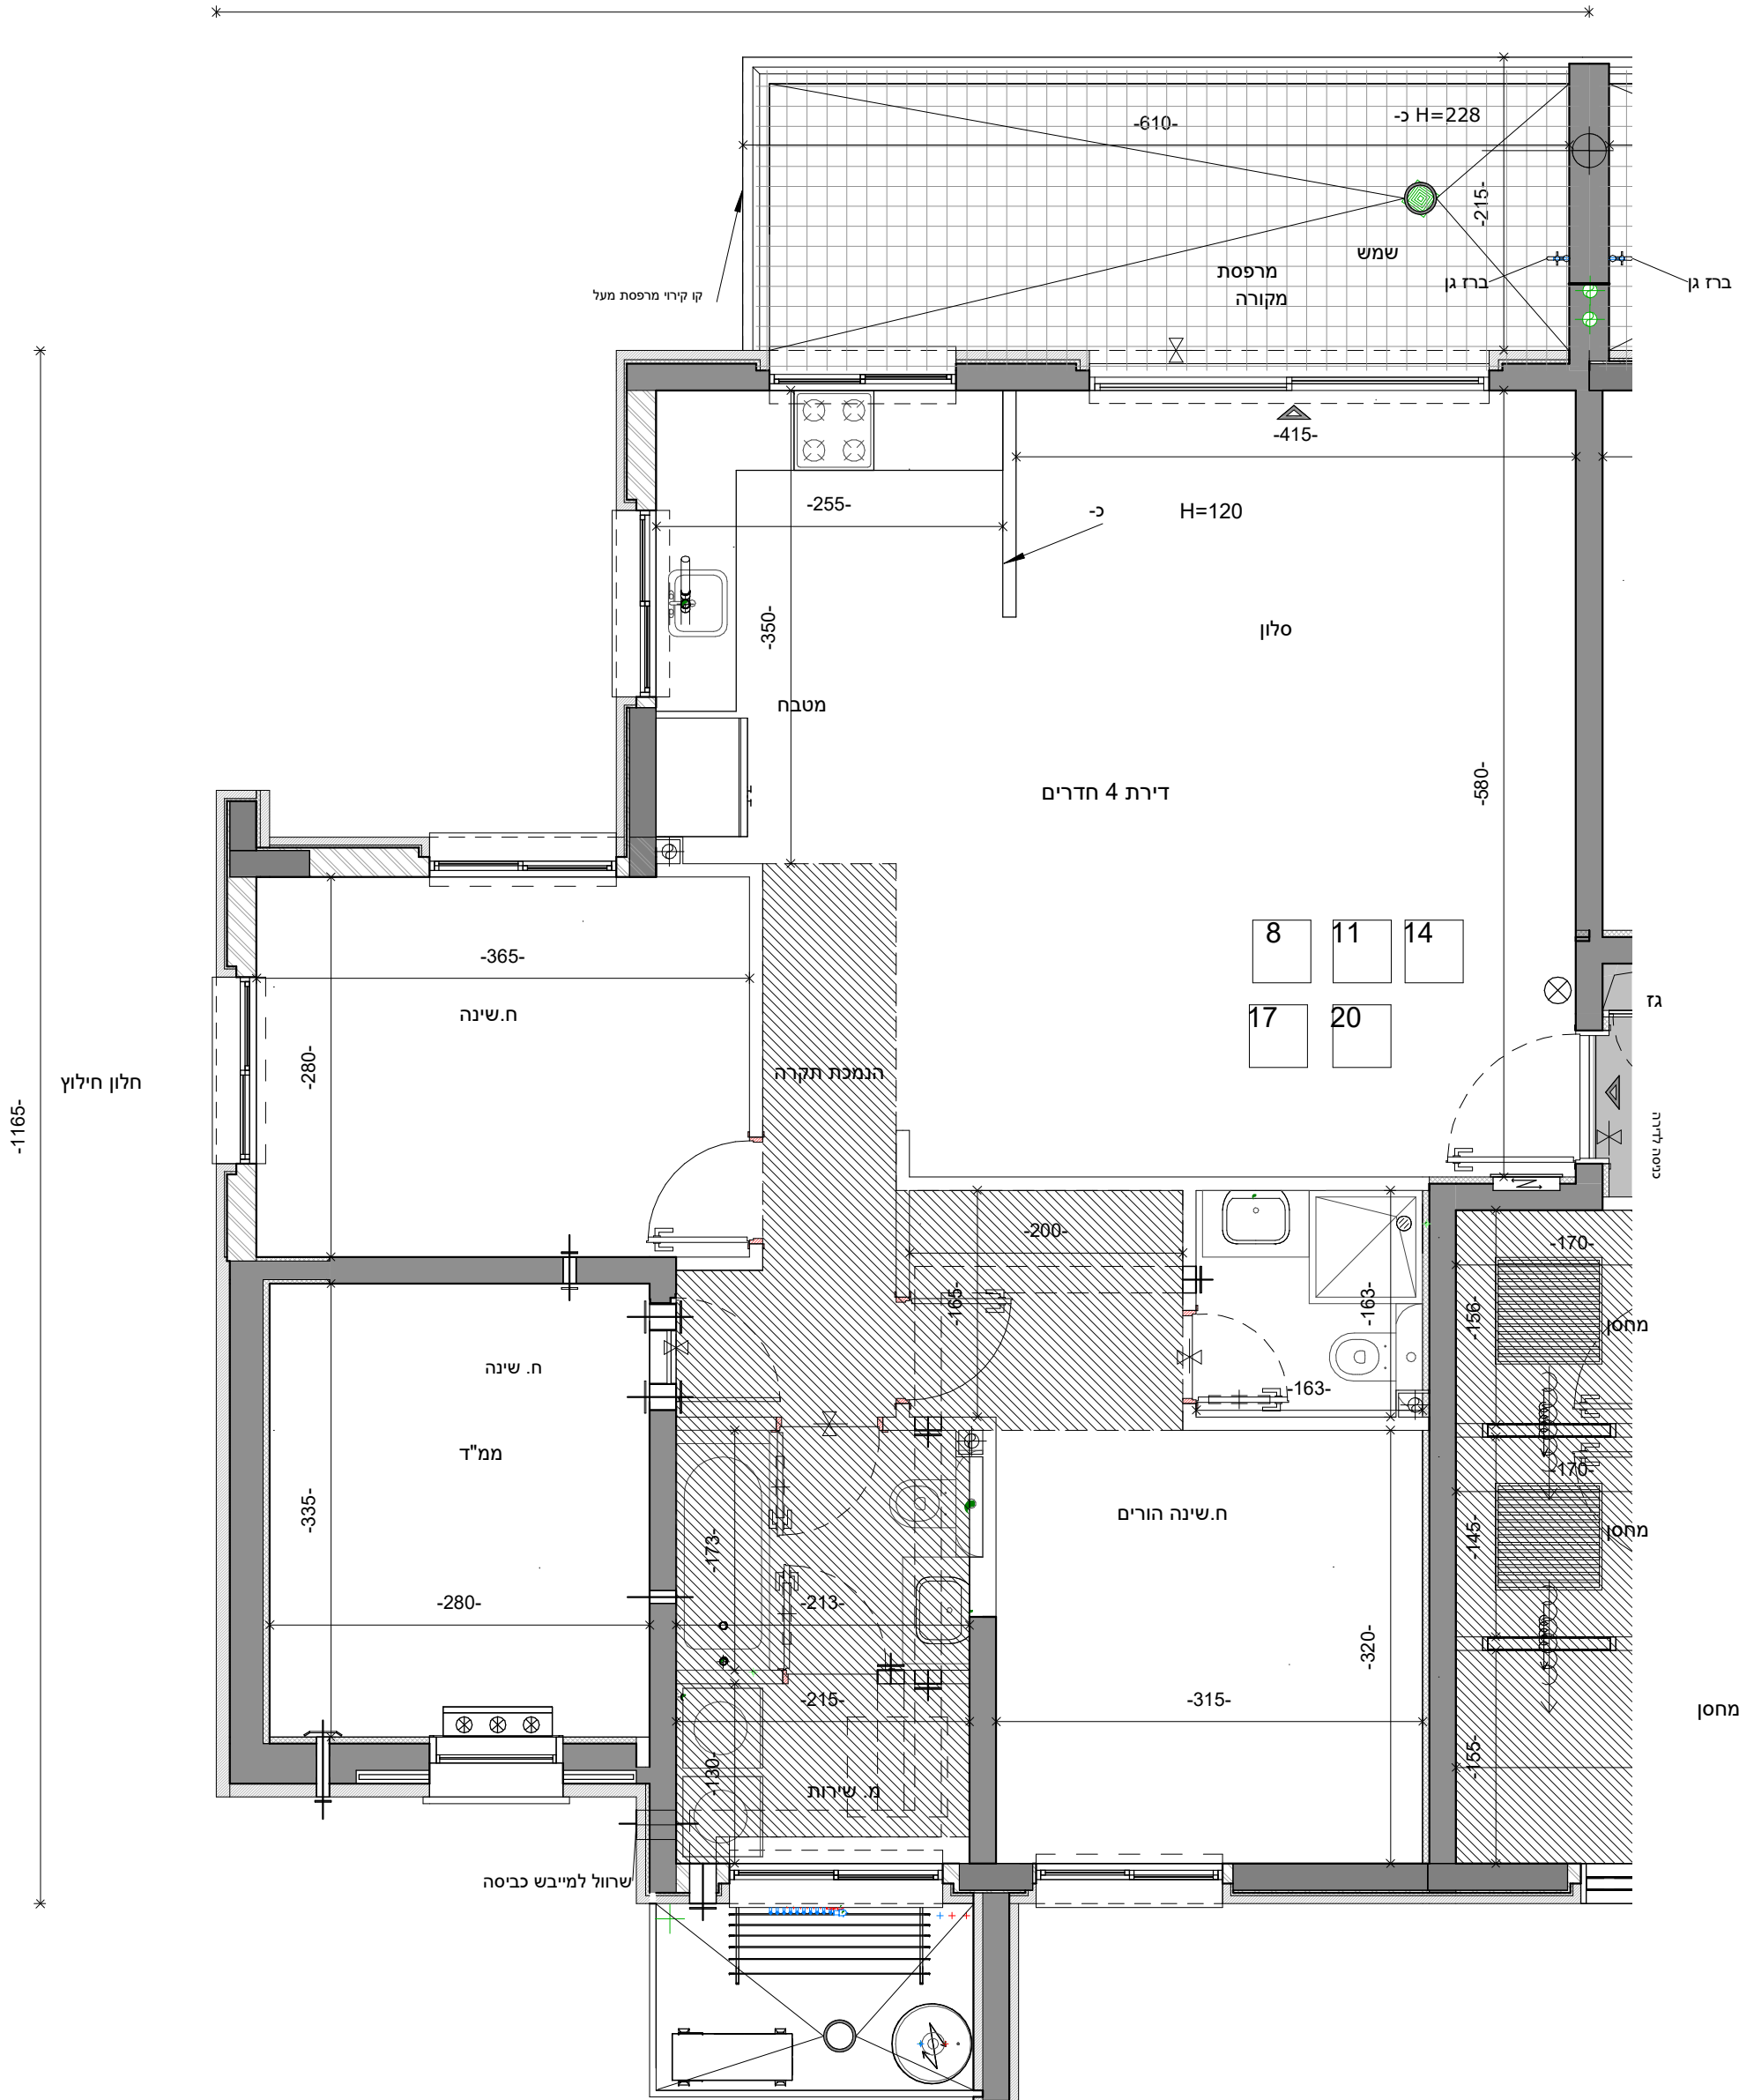 -610-
כ- H=228
-215-
שמש
מרפסת
מקורה
ברז גן
ברז גן
קו קירוי מרפסת מעל
-415-
-255-
כ- H=120
-350-
סלון
מטבח
דירת 4 חדרים
-580-
8
11
14
17
20
-365-
ח.שינה
-280-
הנמכת תקרה
חלון חילוץ
-1165-
גז
כניסה לדירה
-200-
-165-
-163-
-163-
-170-
-156-
מחסן
ח. שינה
ממ"ד
-335-
-280-
-173-
-213-
-215-
-130-
מ. שירות
ח.שינה הורים
-320-
-315-
-170-
-145-
מחסן
מחסן
-155-
שרוול למייבש כביסה